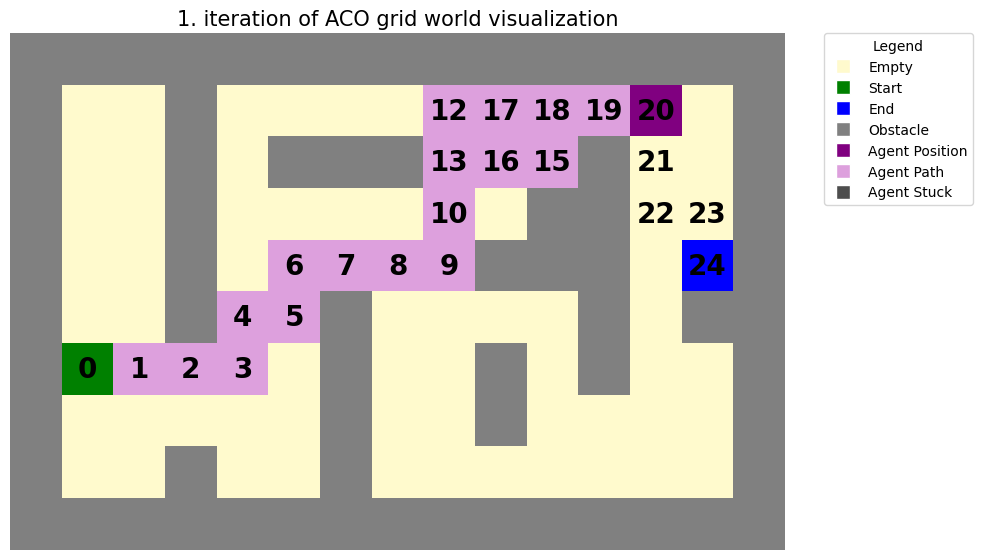 1. iteration of ACO grid world visualization
12 17 18 19 20
13 16 15 21
10 22 23
6 7 8 9 24
4 5
0 1 2 3
Legend
Empty
Start
End
Obstacle
Agent Position
Agent Path
Agent Stuck